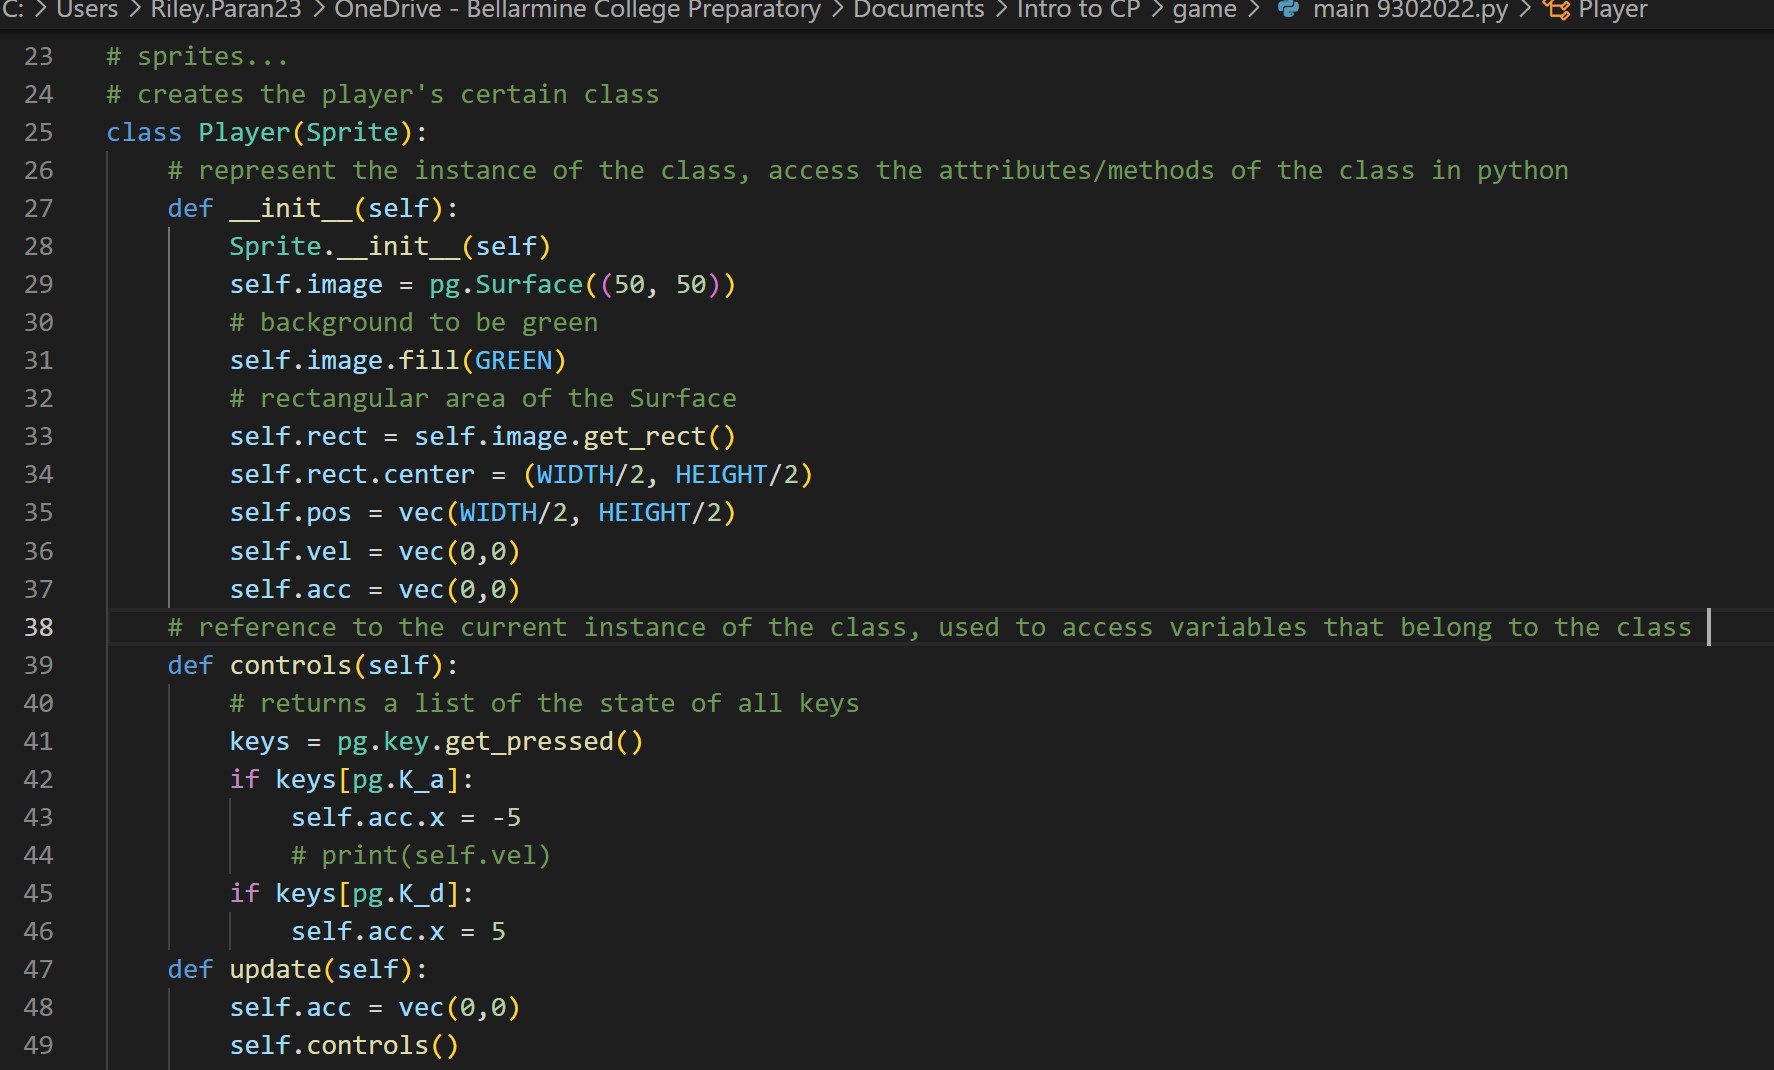 C: > Users > Riley.Paran23 > OneDrive - Bellarmine College Preparatory > Documents > Intro to CP > game > main 9302022.py > Player
23 # sprites...
24 # creates the player's certain class
25 class Player(Sprite):
26     # represent the instance of the class, access the attributes/methods of the class in python
27     def __init__(self):
28         Sprite.__init__(self)
29         self.image = pg.Surface((50, 50))
30         # background to be green
31         self.image.fill(GREEN)
32         # rectangular area of the Surface
33         self.rect = self.image.get_rect()
34         self.rect.center = (WIDTH/2, HEIGHT/2)
35         self.pos = vec(WIDTH/2, HEIGHT/2)
36         self.vel = vec(0,0)
37         self.acc = vec(0,0)
38     # reference to the current instance of the class, used to access variables that belong to the class
39     def controls(self):
40         # returns a list of the state of all keys
41         keys = pg.key.get_pressed()
42         if keys[pg.K_a]:
43             self.acc.x = -5
44             # print(self.vel)
45         if keys[pg.K_d]:
46             self.acc.x = 5
47     def update(self):
48         self.acc = vec(0,0)
49         self.controls()